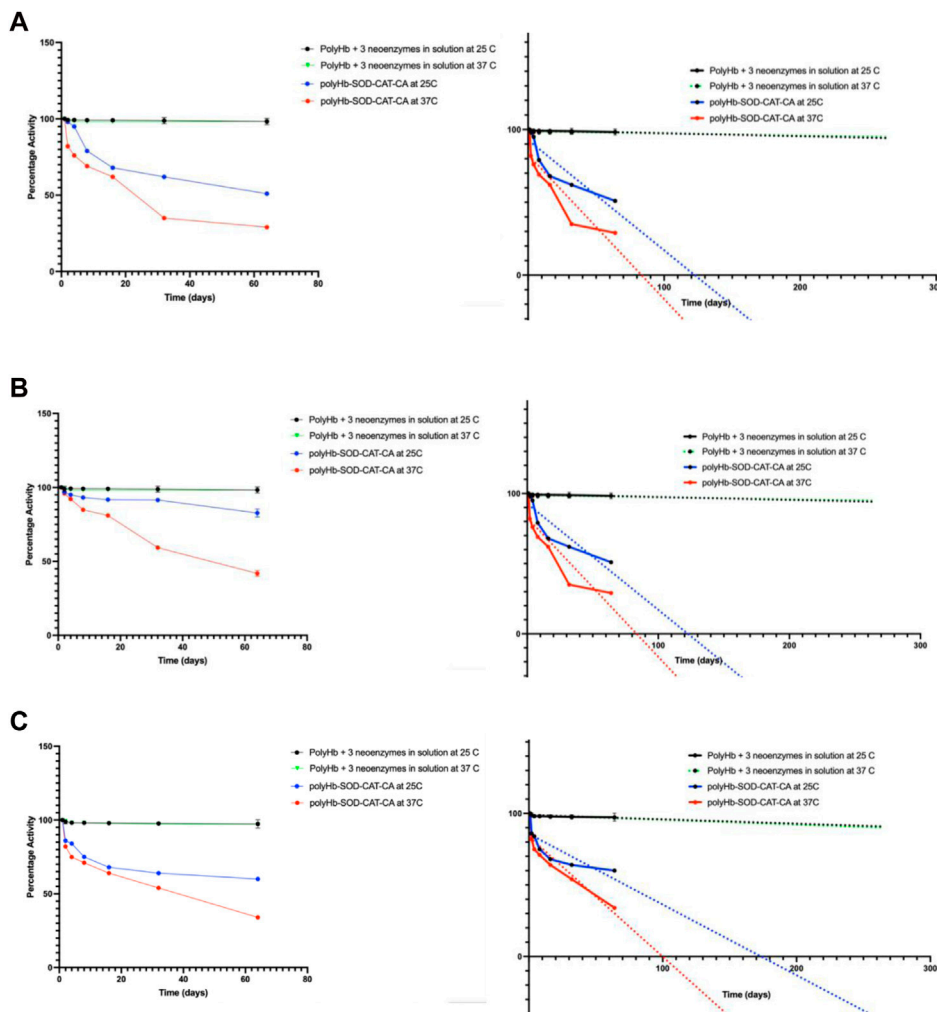 A
150
100
50
0
Percentage Activity
0 20 40 60 80
Time (days)
PolyHb + 3 neoenzymes in solution at 25 C
PolyHb + 3 neoenzymes in solution at 37 C
polyHb-SOD-CAT-CA at 25C
polyHb-SOD-CAT-CA at 37C
PolyHb + 3 neoenzymes in solution at 25 C
PolyHb + 3 neoenzymes in solution at 37 C
polyHb-SOD-CAT-CA at 25C
polyHb-SOD-CAT-CA at 37C
100
0
100 200 300
Time (days)
B
150
100
50
0
Percentage Activity
0 20 40 60 80
Time (days)
PolyHb + 3 neoenzymes in solution at 25 C
PolyHb + 3 neoenzymes in solution at 37 C
polyHb-SOD-CAT-CA at 25C
polyHb-SOD-CAT-CA at 37C
PolyHb + 3 neoenzymes in solution at 25 C
PolyHb + 3 neoenzymes in solution at 37 C
polyHb-SOD-CAT-CA at 25C
polyHb-SOD-CAT-CA at 37C
100
0
100 200 300
Time (days)
C
150
100
50
0
Percentage Activity
0 20 40 60 80
Time (days)
PolyHb + 3 neoenzymes in solution at 25 C
PolyHb + 3 neoenzymes in solution at 37 C
polyHb-SOD-CAT-CA at 25C
polyHb-SOD-CAT-CA at 37C
PolyHb + 3 neoenzymes in solution at 25 C
PolyHb + 3 neoenzymes in solution at 37 C
polyHb-SOD-CAT-CA at 25C
polyHb-SOD-CAT-CA at 37C
100
0
100 200 300
Time (days)